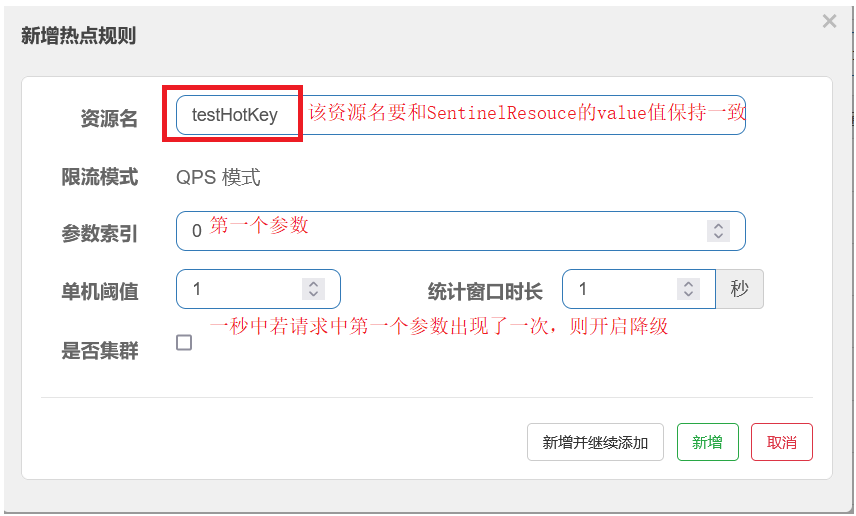 新增热点规则
×
资源名 testHotKey 该资源名要和SentinelResouce的value值保持一致
限流模式 QPS 模式
参数索引 0 第一个参数
单机阈值 1 统计窗口时长 1 秒
一秒中若请求中第一个参数出现了一次，则开启降级
是否集群
新增并继续添加 新增 取消